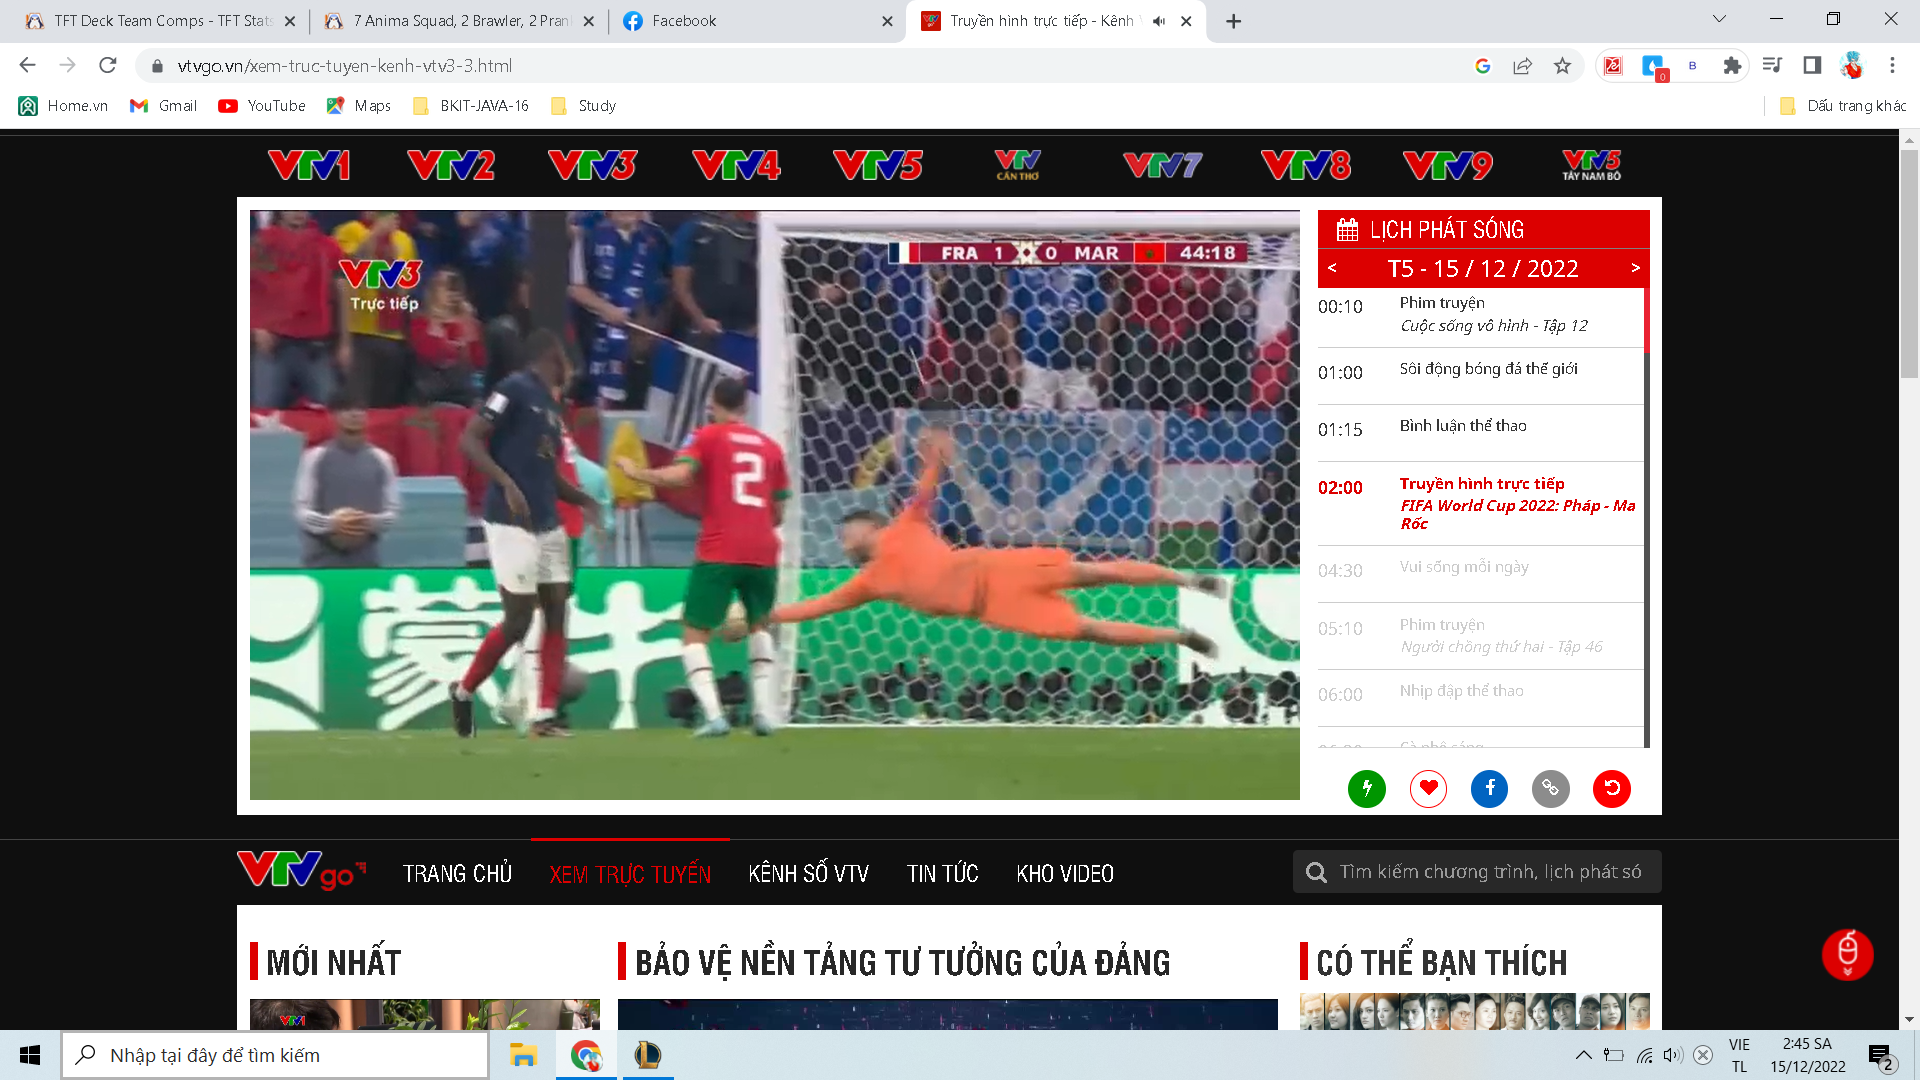 TFT Deck Team Comps - TFT Stats
7 Anima Squad, 2 Brawler, 2 Pran
Facebook
Truyền hình trực tiếp - Kênh V
vtvgo.vn/xem-truc-tuyen-kenh-vtv3-3.html
0
B
Home.vn
Gmail
YouTube
Maps
BKIT-JAVA-16
Study
Dấu trang khác
VTV1
VTV2
VTV3
VTV4
VTV5
VTV CẦN THƠ
VTV7
VTV8
VTV9
VTV5 TÂY NAM BỘ
VTV3
Trực tiếp
FRA 1 0 MAR 44:18
2
蒙牛
LỊCH PHÁT SÓNG
< T5 - 15 / 12 / 2022 >
00:10 Phim truyện
Cuộc sống vô hình - Tập 12
01:00 Sôi động bóng đá thế giới
01:15 Bình luận thể thao
02:00 Truyền hình trực tiếp
FIFA World Cup 2022: Pháp - Ma
Rốc
04:30 Vui sống mỗi ngày
05:10 Phim truyện
Người chồng thứ hai - Tập 46
06:00 Nhịp đập thể thao
VTV go
TRANG CHỦ
XEM TRỰC TUYẾN
KÊNH SỐ VTV
TIN TỨC
KHO VIDEO
Tìm kiếm chương trình, lịch phát só
MỚI NHẤT
BẢO VỆ NỀN TẢNG TƯ TƯỞNG CỦA ĐẢNG
CÓ THỂ BẠN THÍCH
VTV1
Nhập tại đây để tìm kiếm
VIE
TL
2:45 SA
15/12/2022
2